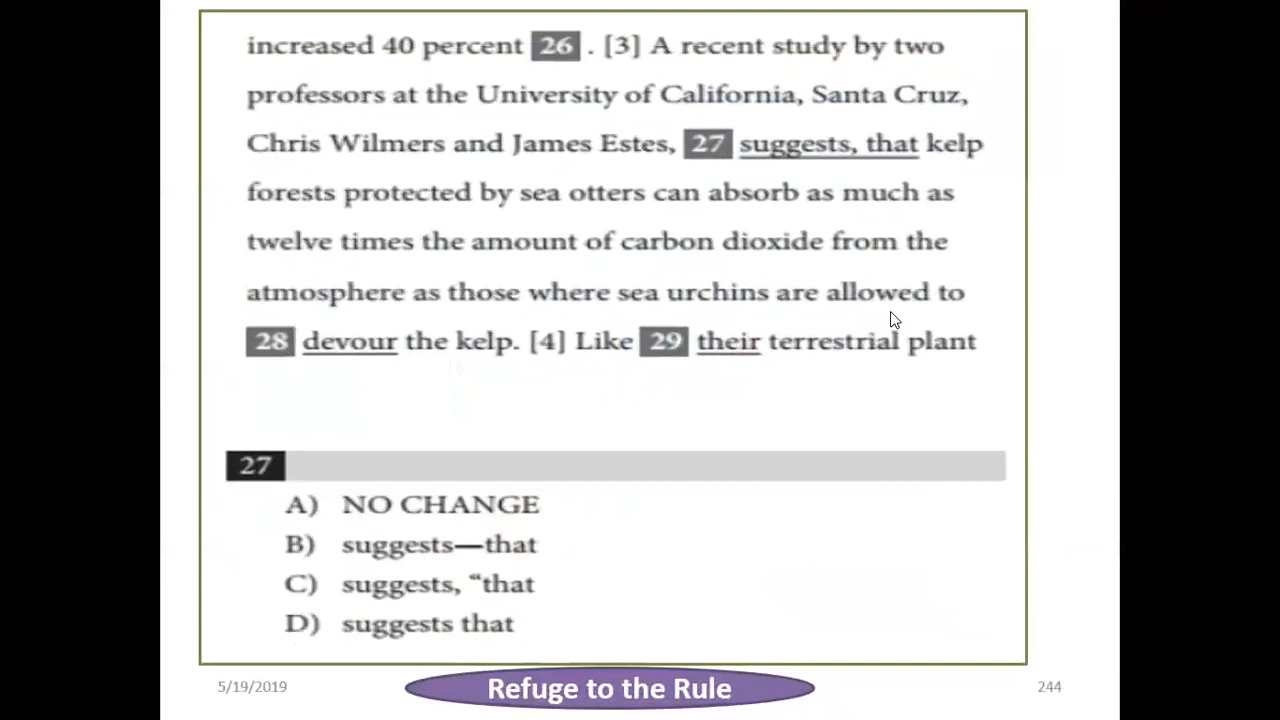 increased 40 percent 26 . [3] A recent study by two
professors at the University of California, Santa Cruz,
Chris Wilmers and James Estes, 27 suggests, that kelp
forests protected by sea otters can absorb as much as
twelve times the amount of carbon dioxide from the
atmosphere as those where sea urchins are allowed to
28 devour the kelp. [4] Like 29 their terrestrial plant
27
A) NO CHANGE
B) suggests—that
C) suggests, “that
D) suggests that
5/19/2019
Refuge to the Rule
244